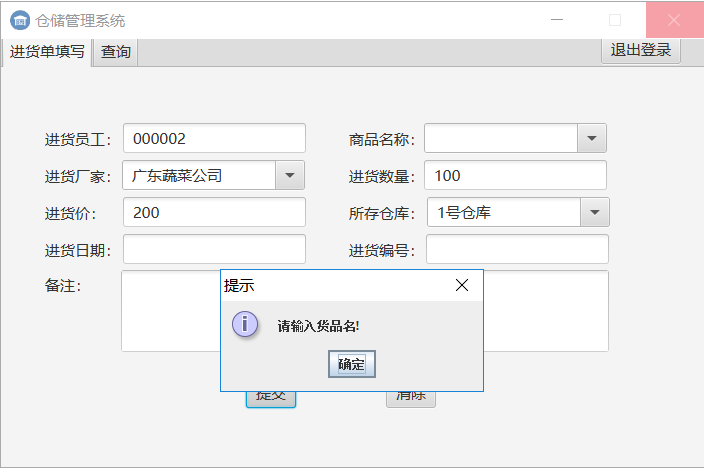 仓储管理系统
进货单填写 查询 退出登录
进货员工: 000002 商品名称:
进货厂家: 广东蔬菜公司 进货数量: 100
进货价: 200 所存仓库: 1号仓库
进货日期: 进货编号:
备注:
提示
请输入货品名!
确定
提交 清除